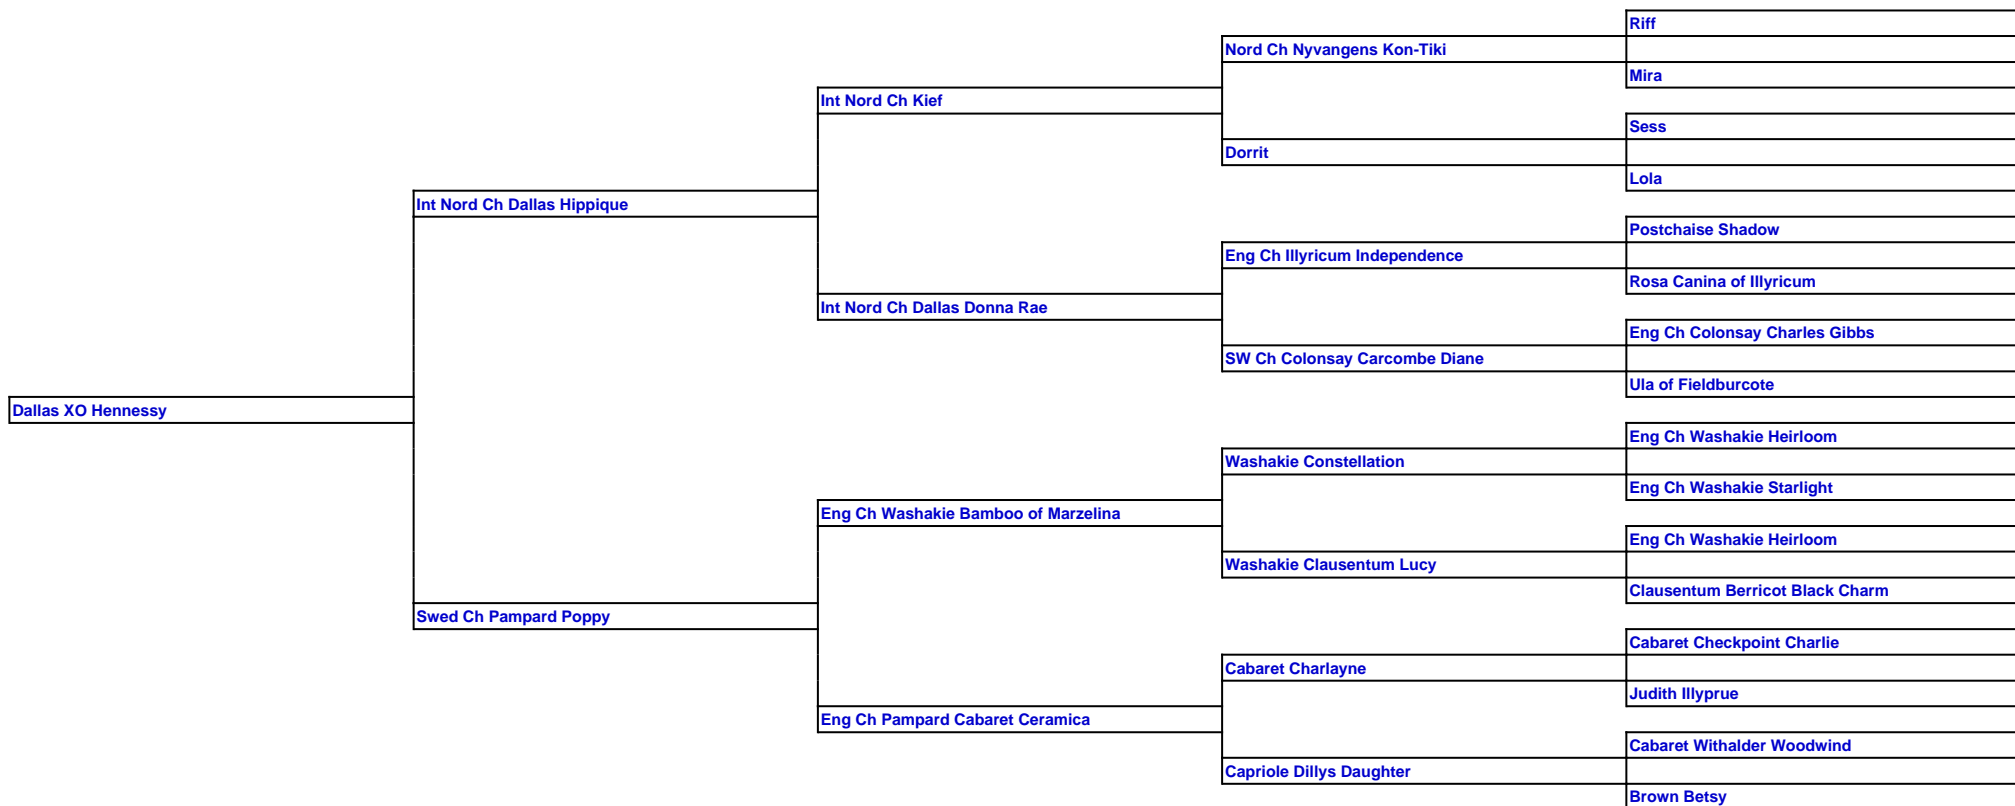 Riff
Nord Ch Nyvangens Kon-Tiki
Mira
Int Nord Ch Kief
Sess
Dorrit
Lola
Int Nord Ch Dallas Hippique
Postchaise Shadow
Eng Ch Illyricum Independence
Rosa Canina of Illyricum
Int Nord Ch Dallas Donna Rae
Eng Ch Colonsay Charles Gibbs
SW Ch Colonsay Carcombe Diane
Ula of Fieldburcote
Dallas XO Hennessy
Eng Ch Washakie Heirloom
Washakie Constellation
Eng Ch Washakie Starlight
Eng Ch Washakie Bamboo of Marzelina
Eng Ch Washakie Heirloom
Washakie Clausentum Lucy
Clausentum Berricot Black Charm
Swed Ch Pampard Poppy
Cabaret Checkpoint Charlie
Cabaret Charlayne
Judith Illyprue
Eng Ch Pampard Cabaret Ceramica
Cabaret Withalder Woodwind
Capriole Dillys Daughter
Brown Betsy